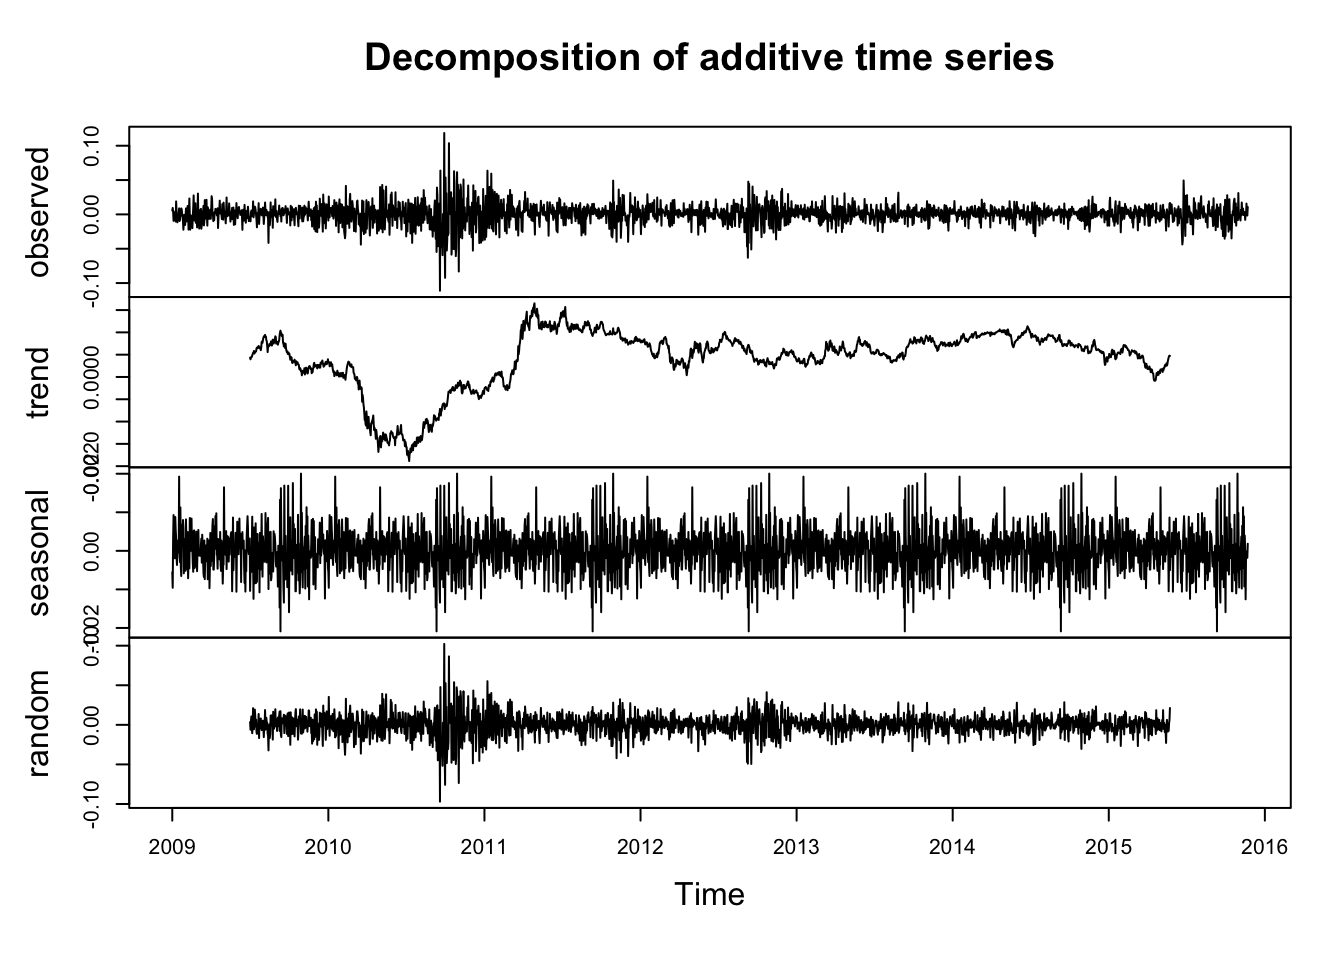 Decomposition of additive time series
observed
0.10
0.00
-0.10
trend
0.0000
seasonal
0.00
random
0.00
-0.10
2009 2010 2011 2012 2013 2014 2015 2016
Time